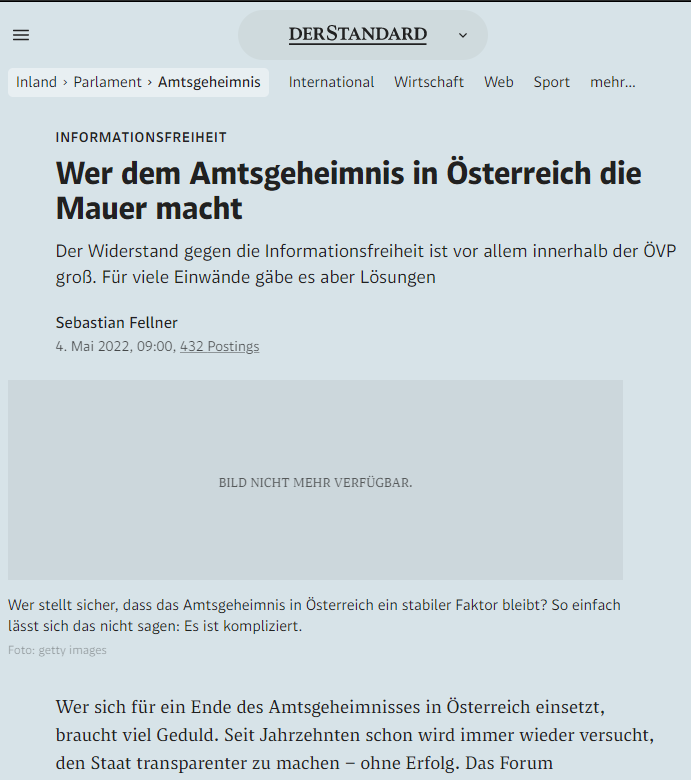 DERSTANDARD
Inland › Parlament › Amtsgeheimnis International Wirtschaft Web Sport mehr...
INFORMATIONSFREIHEIT
Wer dem Amtsgeheimnis in Österreich die
Mauer macht
Der Widerstand gegen die Informationsfreiheit ist vor allem innerhalb der ÖVP
groß. Für viele Einwände gäbe es aber Lösungen
Sebastian Fellner
4. Mai 2022, 09:00, 432 Postings
BILD NICHT MEHR VERFÜGBAR.
Wer stellt sicher, dass das Amtsgeheimnis in Österreich ein stabiler Faktor bleibt? So einfach
lässt sich das nicht sagen: Es ist kompliziert.
Foto: getty images
Wer sich für ein Ende des Amtsgeheimnisses in Österreich einsetzt,
braucht viel Geduld. Seit Jahrzehnten schon wird immer wieder versucht,
den Staat transparenter zu machen – ohne Erfolg. Das Forum